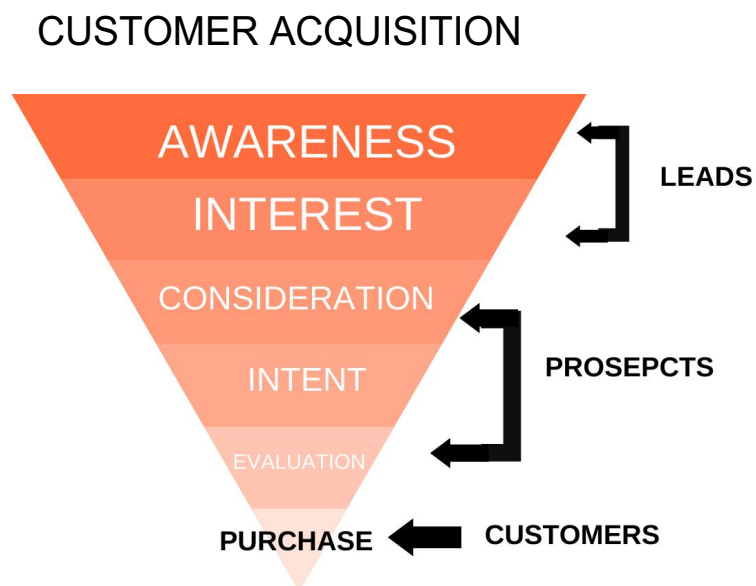 CUSTOMER ACQUISITION
AWARENESS
LEADS
INTEREST
CONSIDERATION
PROSEPCTS
INTENT
EVALUATION
PURCHASE
CUSTOMERS